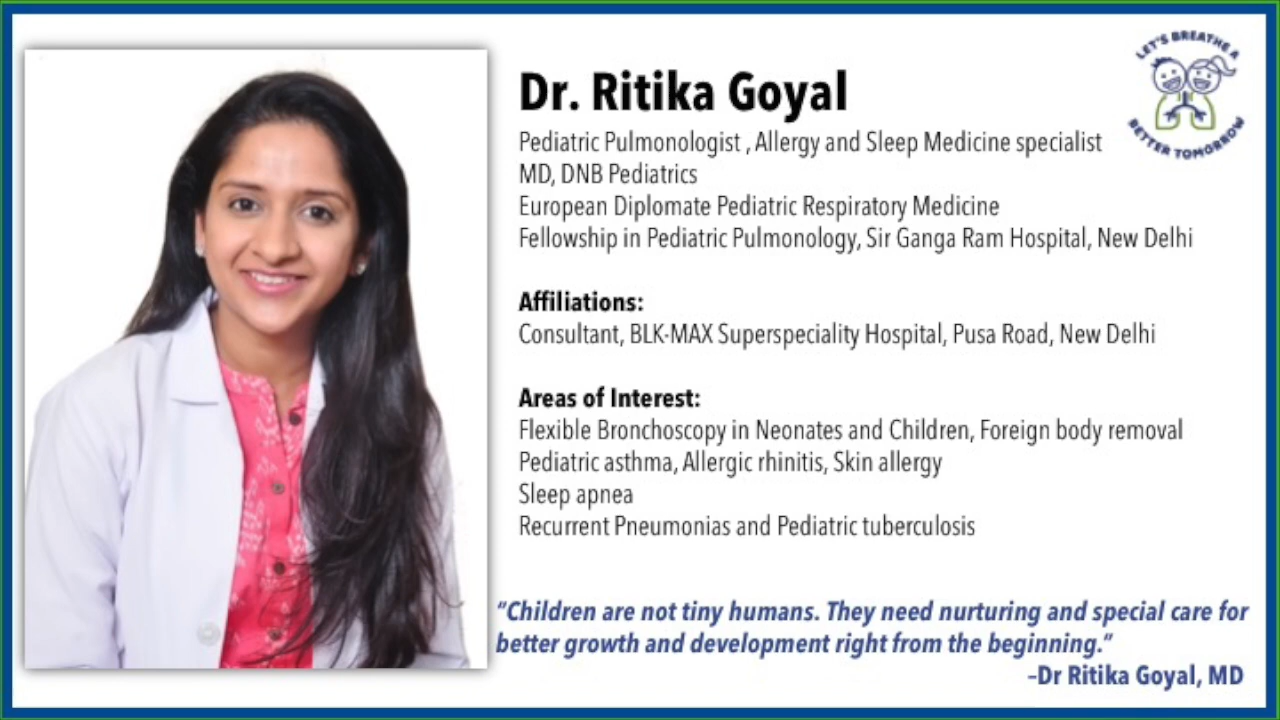 LET'S BREATHE A
BETTER TOMORROW
Dr. Ritika Goyal
Pediatric Pulmonologist , Allergy and Sleep Medicine specialist
MD, DNB Pediatrics
European Diplomate Pediatric Respiratory Medicine
Fellowship in Pediatric Pulmonology, Sir Ganga Ram Hospital, New Delhi
Affiliations:
Consultant, BLK-MAX Superspeciality Hospital, Pusa Road, New Delhi
Areas of Interest:
Flexible Bronchoscopy in Neonates and Children, Foreign body removal
Pediatric asthma, Allergic rhinitis, Skin allergy
Sleep apnea
Recurrent Pneumonias and Pediatric tuberculosis
“Children are not tiny humans. They need nurturing and special care for
better growth and development right from the beginning.”
–Dr Ritika Goyal, MD